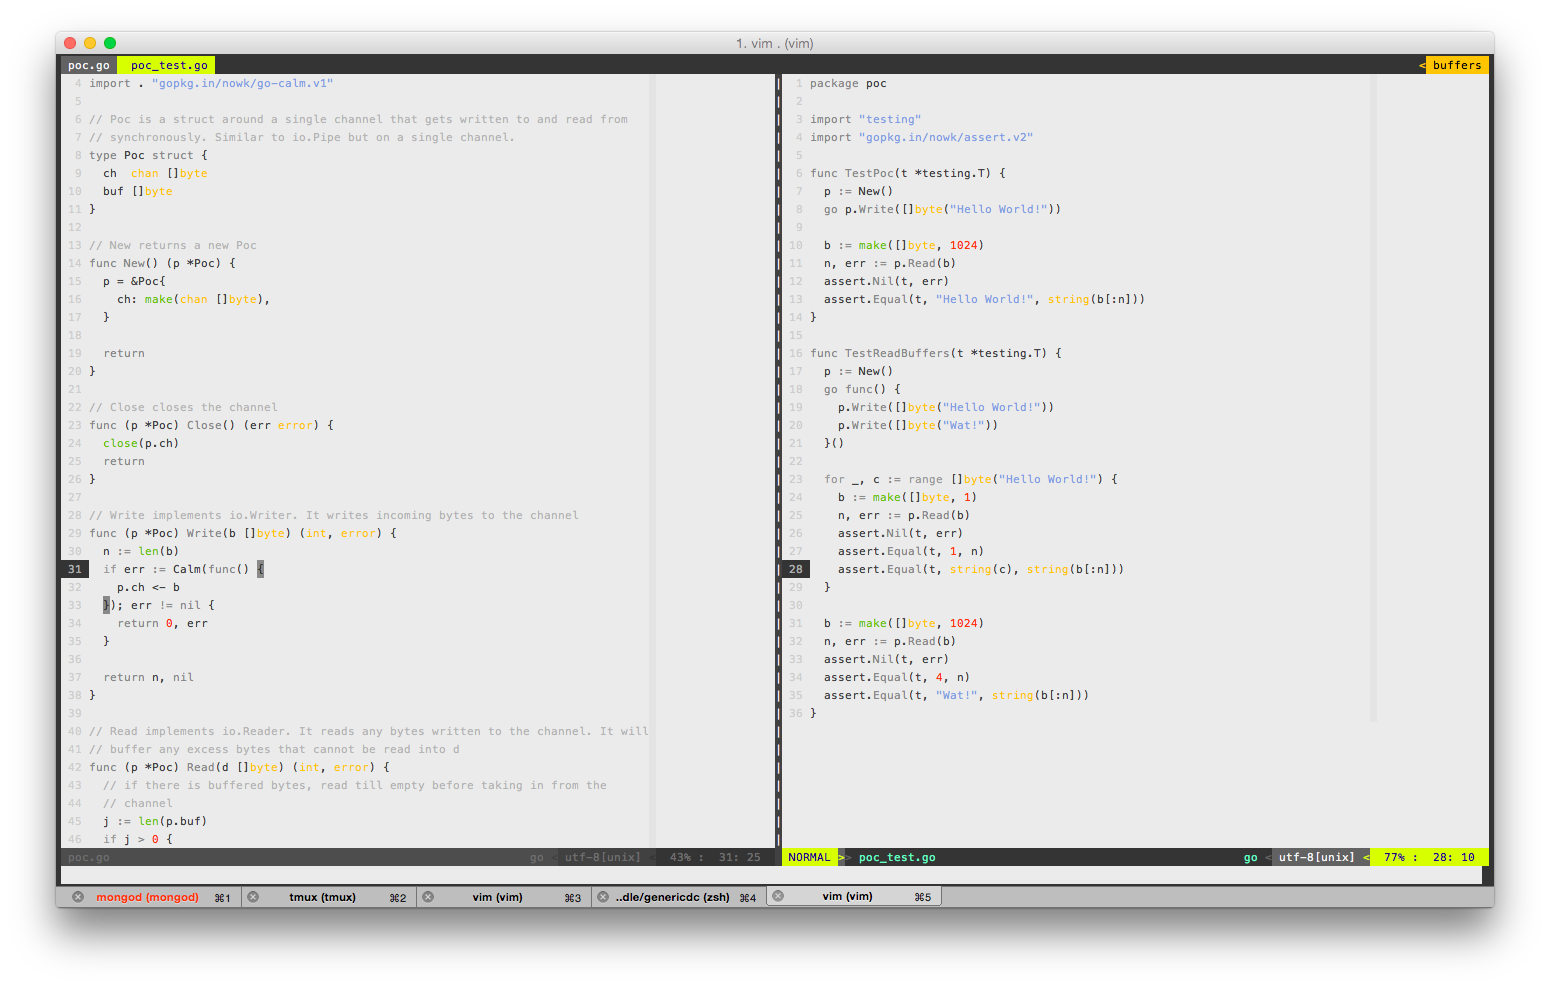 1. vim . (vim)
poc.go poc_test.go < buffers
4 import . "gopkg.in/nowk/go-calm.v1"
5
6 // Poc is a struct around a single channel that gets written to and read from
7 // synchronously. Similar to io.Pipe but on a single channel.
8 type Poc struct {
9   ch  chan []byte
10   buf []byte
11 }
12
13 // New returns a new Poc
14 func New() (p *Poc) {
15   p = &Poc{
16     ch: make(chan []byte),
17   }
18
19   return
20 }
21
22 // Close closes the channel
23 func (p *Poc) Close() (err error) {
24   close(p.ch)
25   return
26 }
27
28 // Write implements io.Writer. It writes incoming bytes to the channel
29 func (p *Poc) Write(b []byte) (int, error) {
30   n := len(b)
31   if err := Calm(func() {
32     p.ch <- b
33   }); err != nil {
34     return 0, err
35   }
36
37   return n, nil
38 }
39
40 // Read implements io.Reader. It reads any bytes written to the channel. It will
41 // buffer any excess bytes that cannot be read into d
42 func (p *Poc) Read(d []byte) (int, error) {
43   // if there is buffered bytes, read till empty before taking in from the
44   // channel
45   j := len(p.buf)
46   if j > 0 {
poc.go go < utf-8[unix] < 43% : 31: 25
1 package poc
2
3 import "testing"
4 import "gopkg.in/nowk/assert.v2"
5
6 func TestPoc(t *testing.T) {
7   p := New()
8   go p.Write([]byte("Hello World!"))
9
10   b := make([]byte, 1024)
11   n, err := p.Read(b)
12   assert.Nil(t, err)
13   assert.Equal(t, "Hello World!", string(b[:n]))
14 }
15
16 func TestReadBuffers(t *testing.T) {
17   p := New()
18   go func() {
19     p.Write([]byte("Hello World!"))
20     p.Write([]byte("Wat!"))
21   }()
22
23   for _, c := range []byte("Hello World!") {
24     b := make([]byte, 1)
25     n, err := p.Read(b)
26     assert.Nil(t, err)
27     assert.Equal(t, 1, n)
28     assert.Equal(t, string(c), string(b[:n]))
29   }
30
31   b := make([]byte, 1024)
32   n, err := p.Read(b)
33   assert.Nil(t, err)
34   assert.Equal(t, 4, n)
35   assert.Equal(t, "Wat!", string(b[:n]))
36 }
NORMAL >> poc_test.go go < utf-8[unix] < 77% : 28: 10
mongod (mongod) ⌘1 tmux (tmux) ⌘2 vim (vim) ⌘3 ..dle/genericdc (zsh) ⌘4 vim (vim) ⌘5